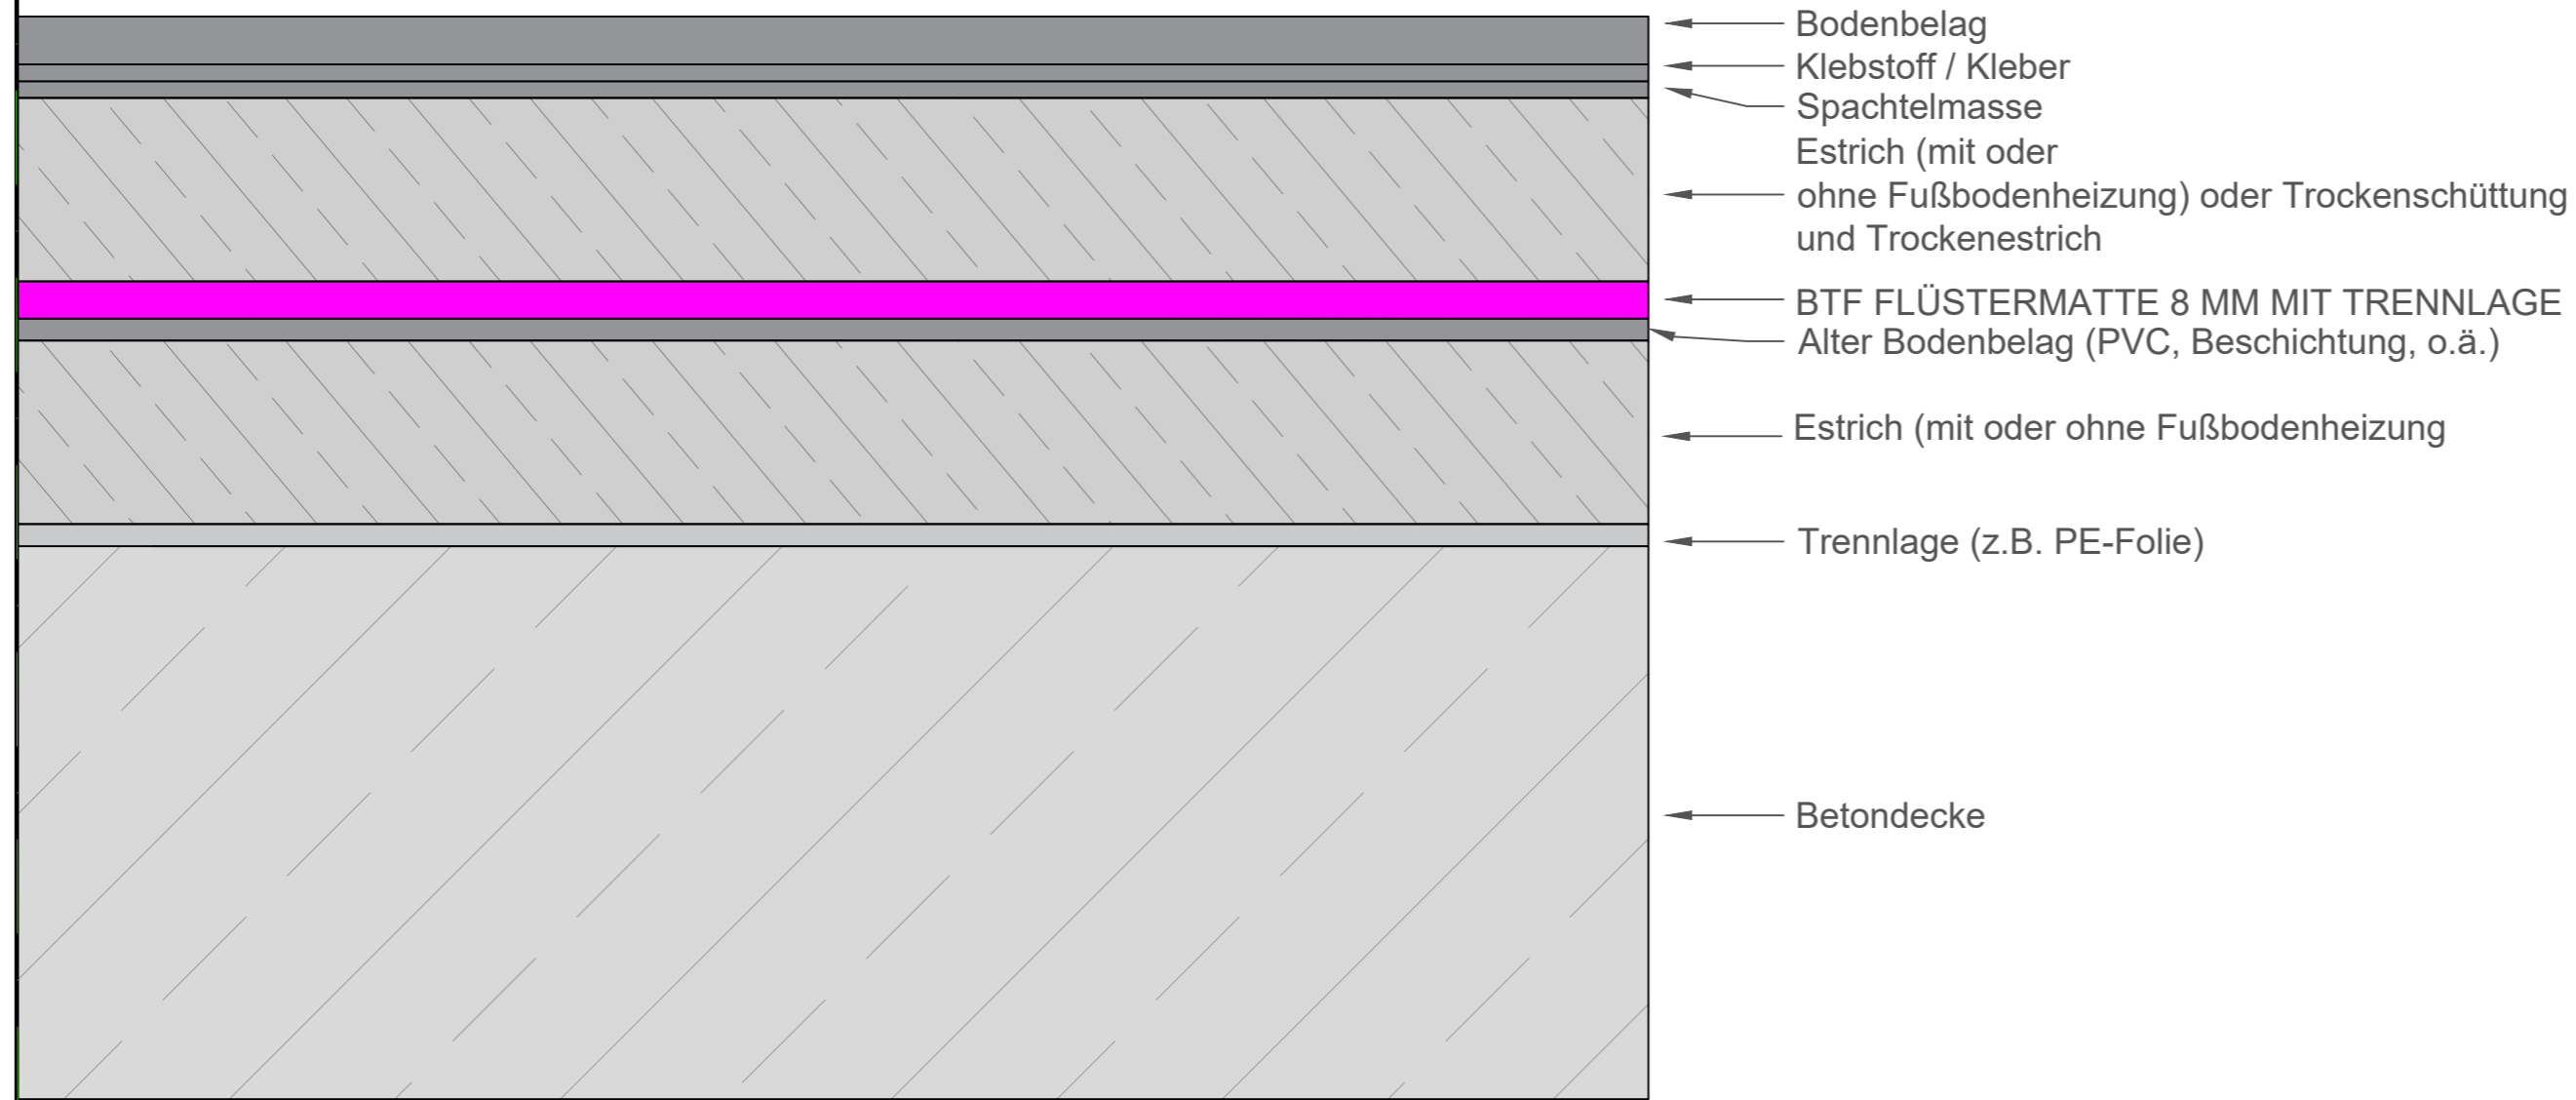 Bodenbelag
Klebstoff / Kleber
Spachtelmasse
Estrich (mit oder
ohne Fußbodenheizung) oder Trockenschüttung
und Trockenestrich
BTF FLÜSTERMATTE 8 MM MIT TRENNLAGE
Alter Bodenbelag (PVC, Beschichtung, o.ä.)
Estrich (mit oder ohne Fußbodenheizung
Trennlage (z.B. PE-Folie)
Betondecke